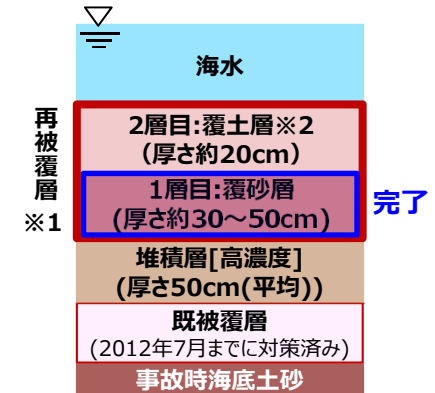 海水
再被覆層
※1
2層目:覆土層※2
(厚さ約20cm)
1層目:覆砂層
(厚さ約30～50cm)
完了
堆積層[高濃度]
(厚さ50cm(平均))
既被覆層
(2012年7月までに対策済み)
事故時海底土砂